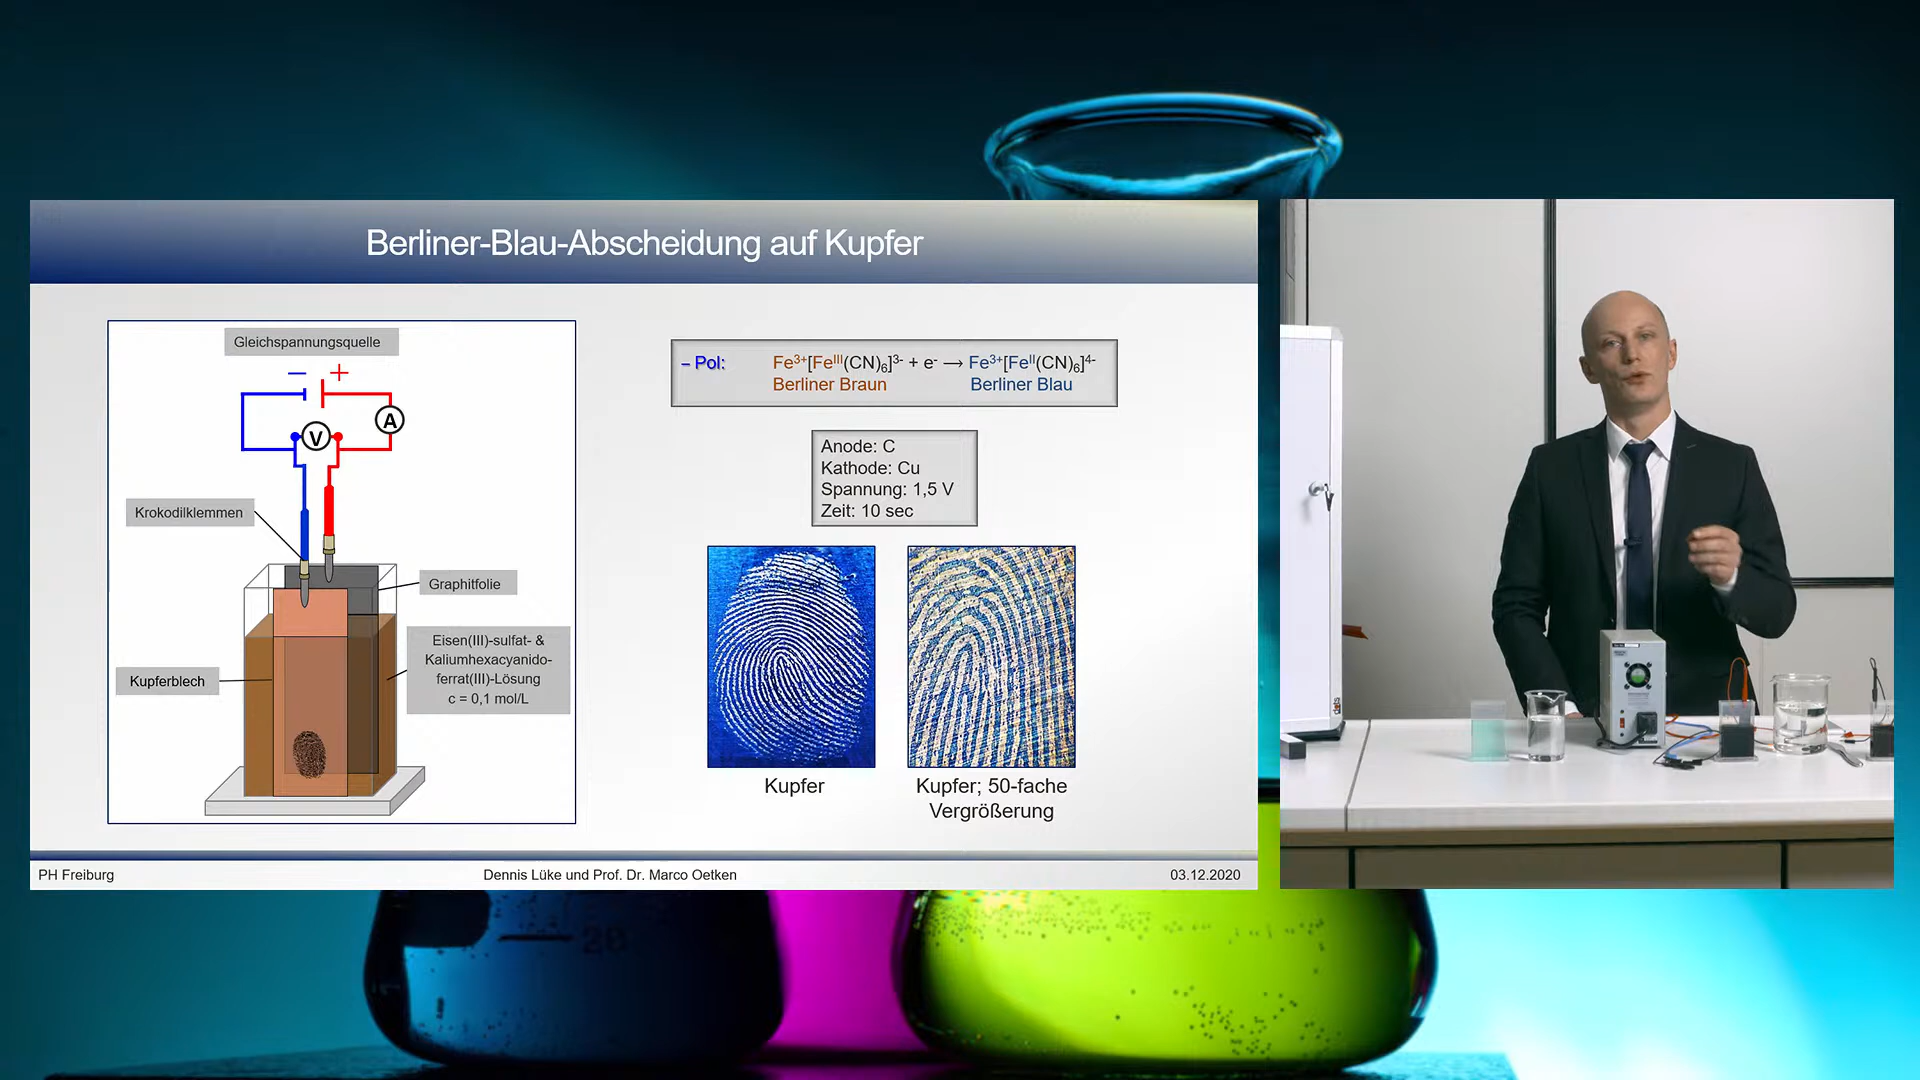 Berliner-Blau-Abscheidung auf Kupfer
Gleichspannungsquelle
– +
A
V
Krokodilklemmen
Graphitfolie
Eisen(III)-sulfat- &
Kaliumhexacyanido-
ferrat(III)-Lösung
c = 0,1 mol/L
Kupferblech
– Pol: Fe³⁺[Feᴵᴵᴵ(CN)₆]³⁻ + e⁻ → Fe³⁺[Feᴵᴵ(CN)₆]⁴⁻
Berliner Braun Berliner Blau
Anode: C
Kathode: Cu
Spannung: 1,5 V
Zeit: 10 sec
Kupfer
Kupfer; 50-fache
Vergrößerung
PH Freiburg
Dennis Lüke und Prof. Dr. Marco Oetken
03.12.2020
20